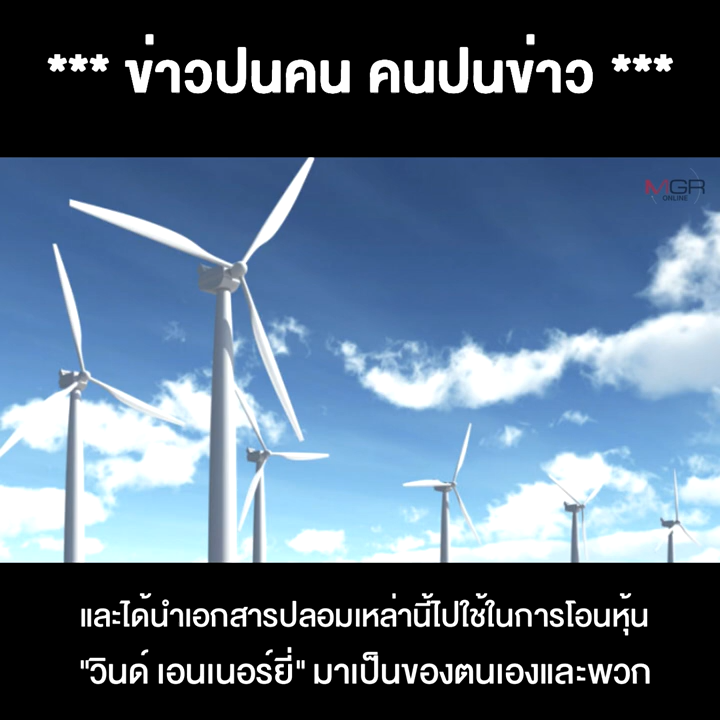 *** ข่าวปนคน คนปนข่าว ***
MGR
ONLINE
และได้นำเอกสารปลอมเหล่านี้ไปใช้ในการโอนหุ้น
"วินด์ เอนเนอร์ยี่" มาเป็นของตนเองและพวก